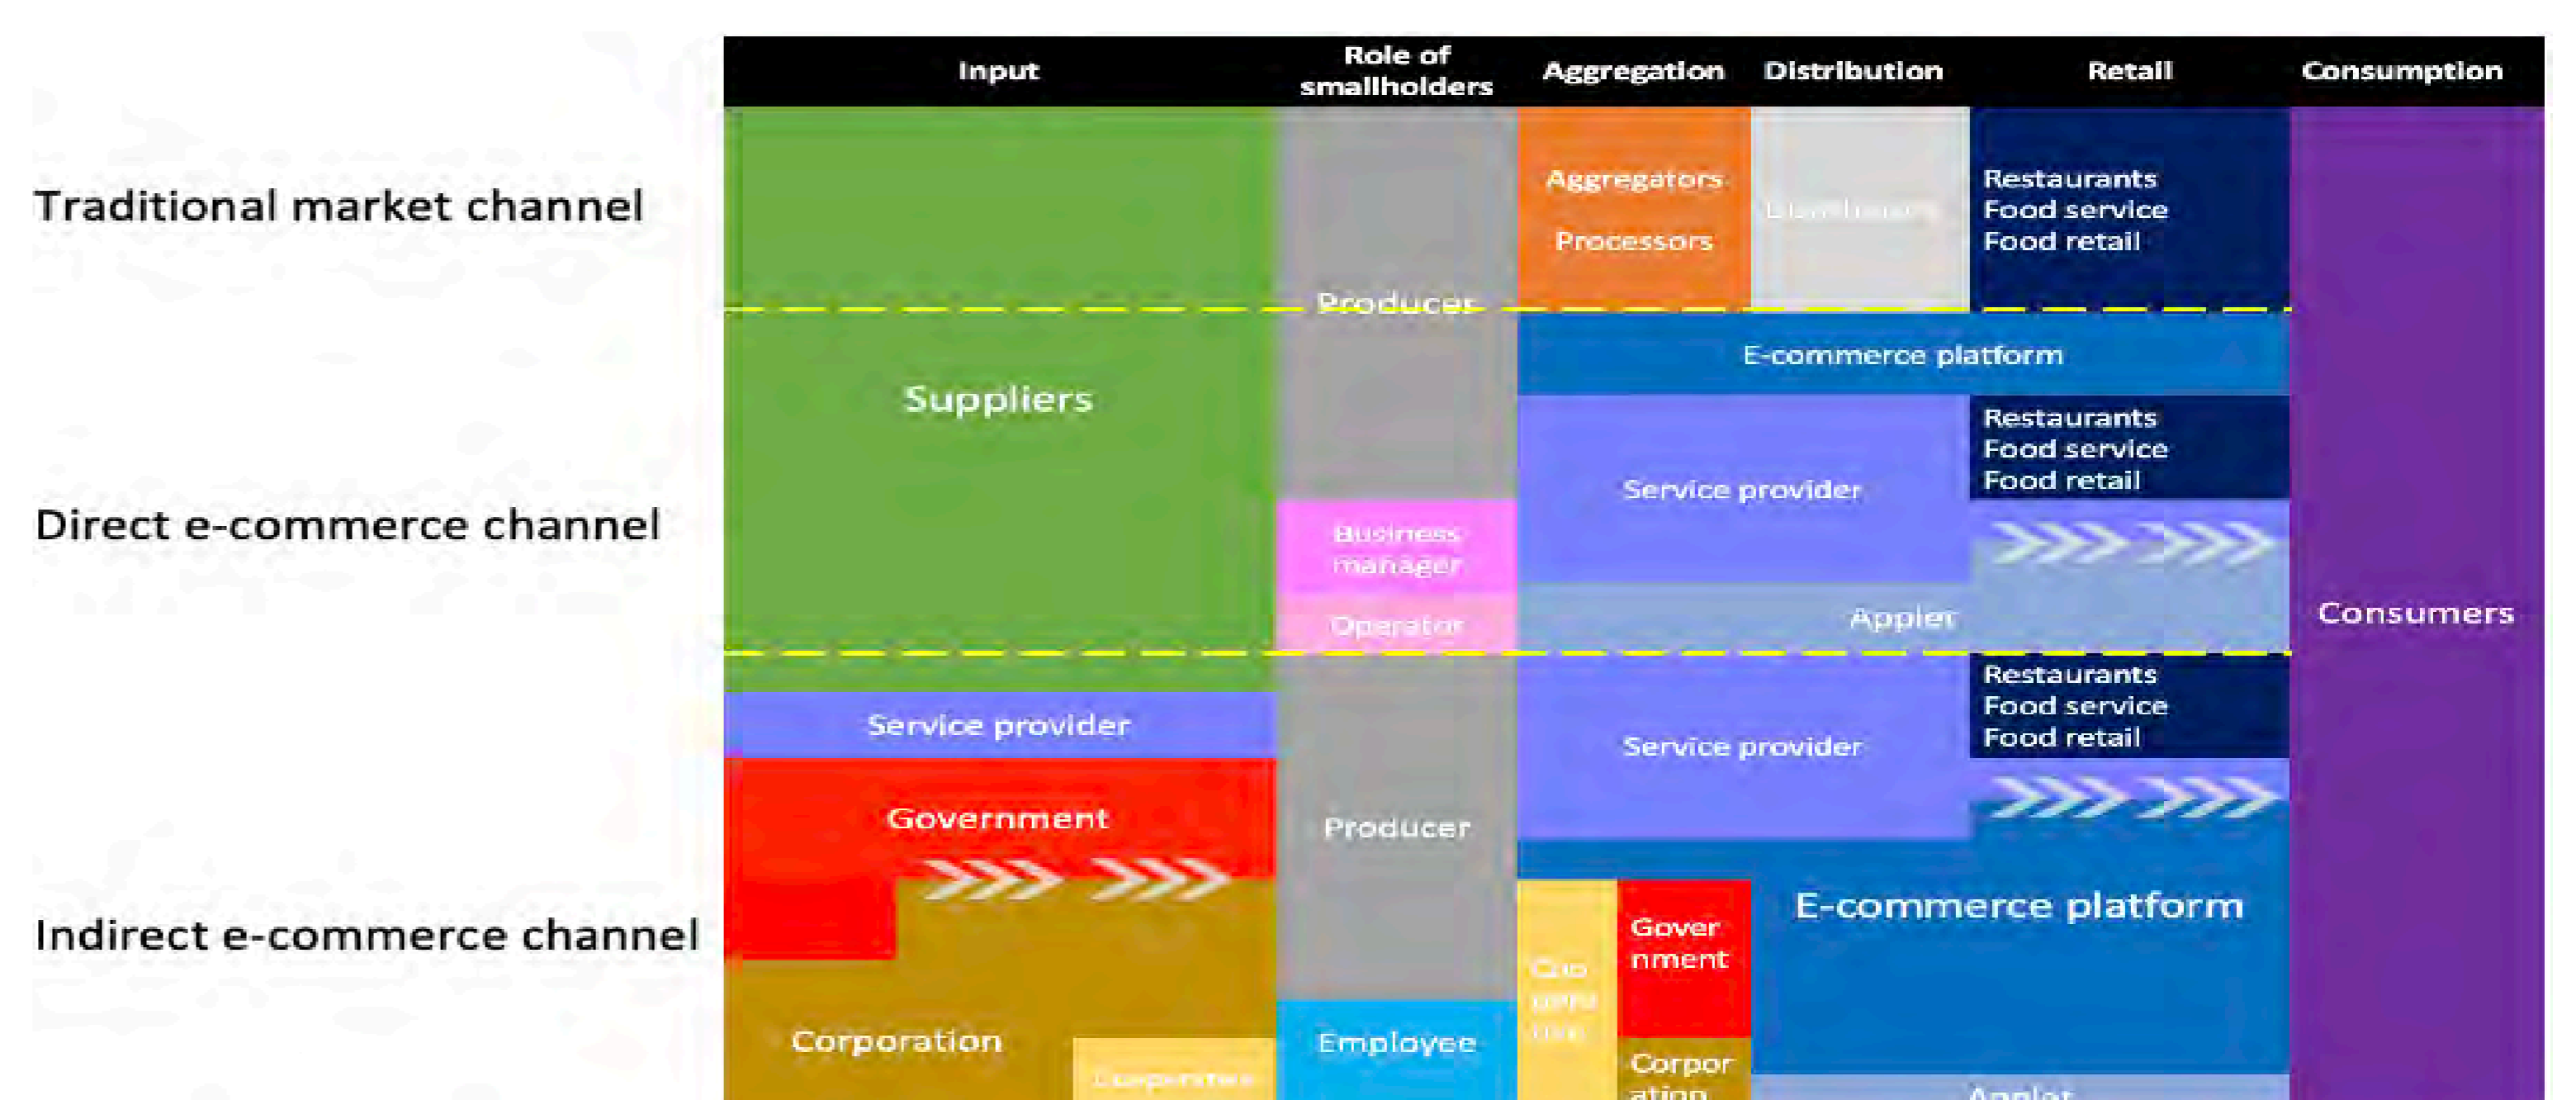 Input
Role of
smallholders
Aggregation
Distribution
Retail
Consumption
Traditional market channel
Aggregators
Processors
Restaurants
Food service
Food retail
Producer
E-commerce platform
Suppliers
Direct e-commerce channel
Restaurants
Food service
Food retail
Service provider
Business
manager
Operator
Applet
Consumers
Restaurants
Food service
Food retail
Service provider
Service provider
Government
Producer
Indirect e-commerce channel
E-commerce platform
Gover
nment
Corporation
Employee
Corpor
ation
Applet